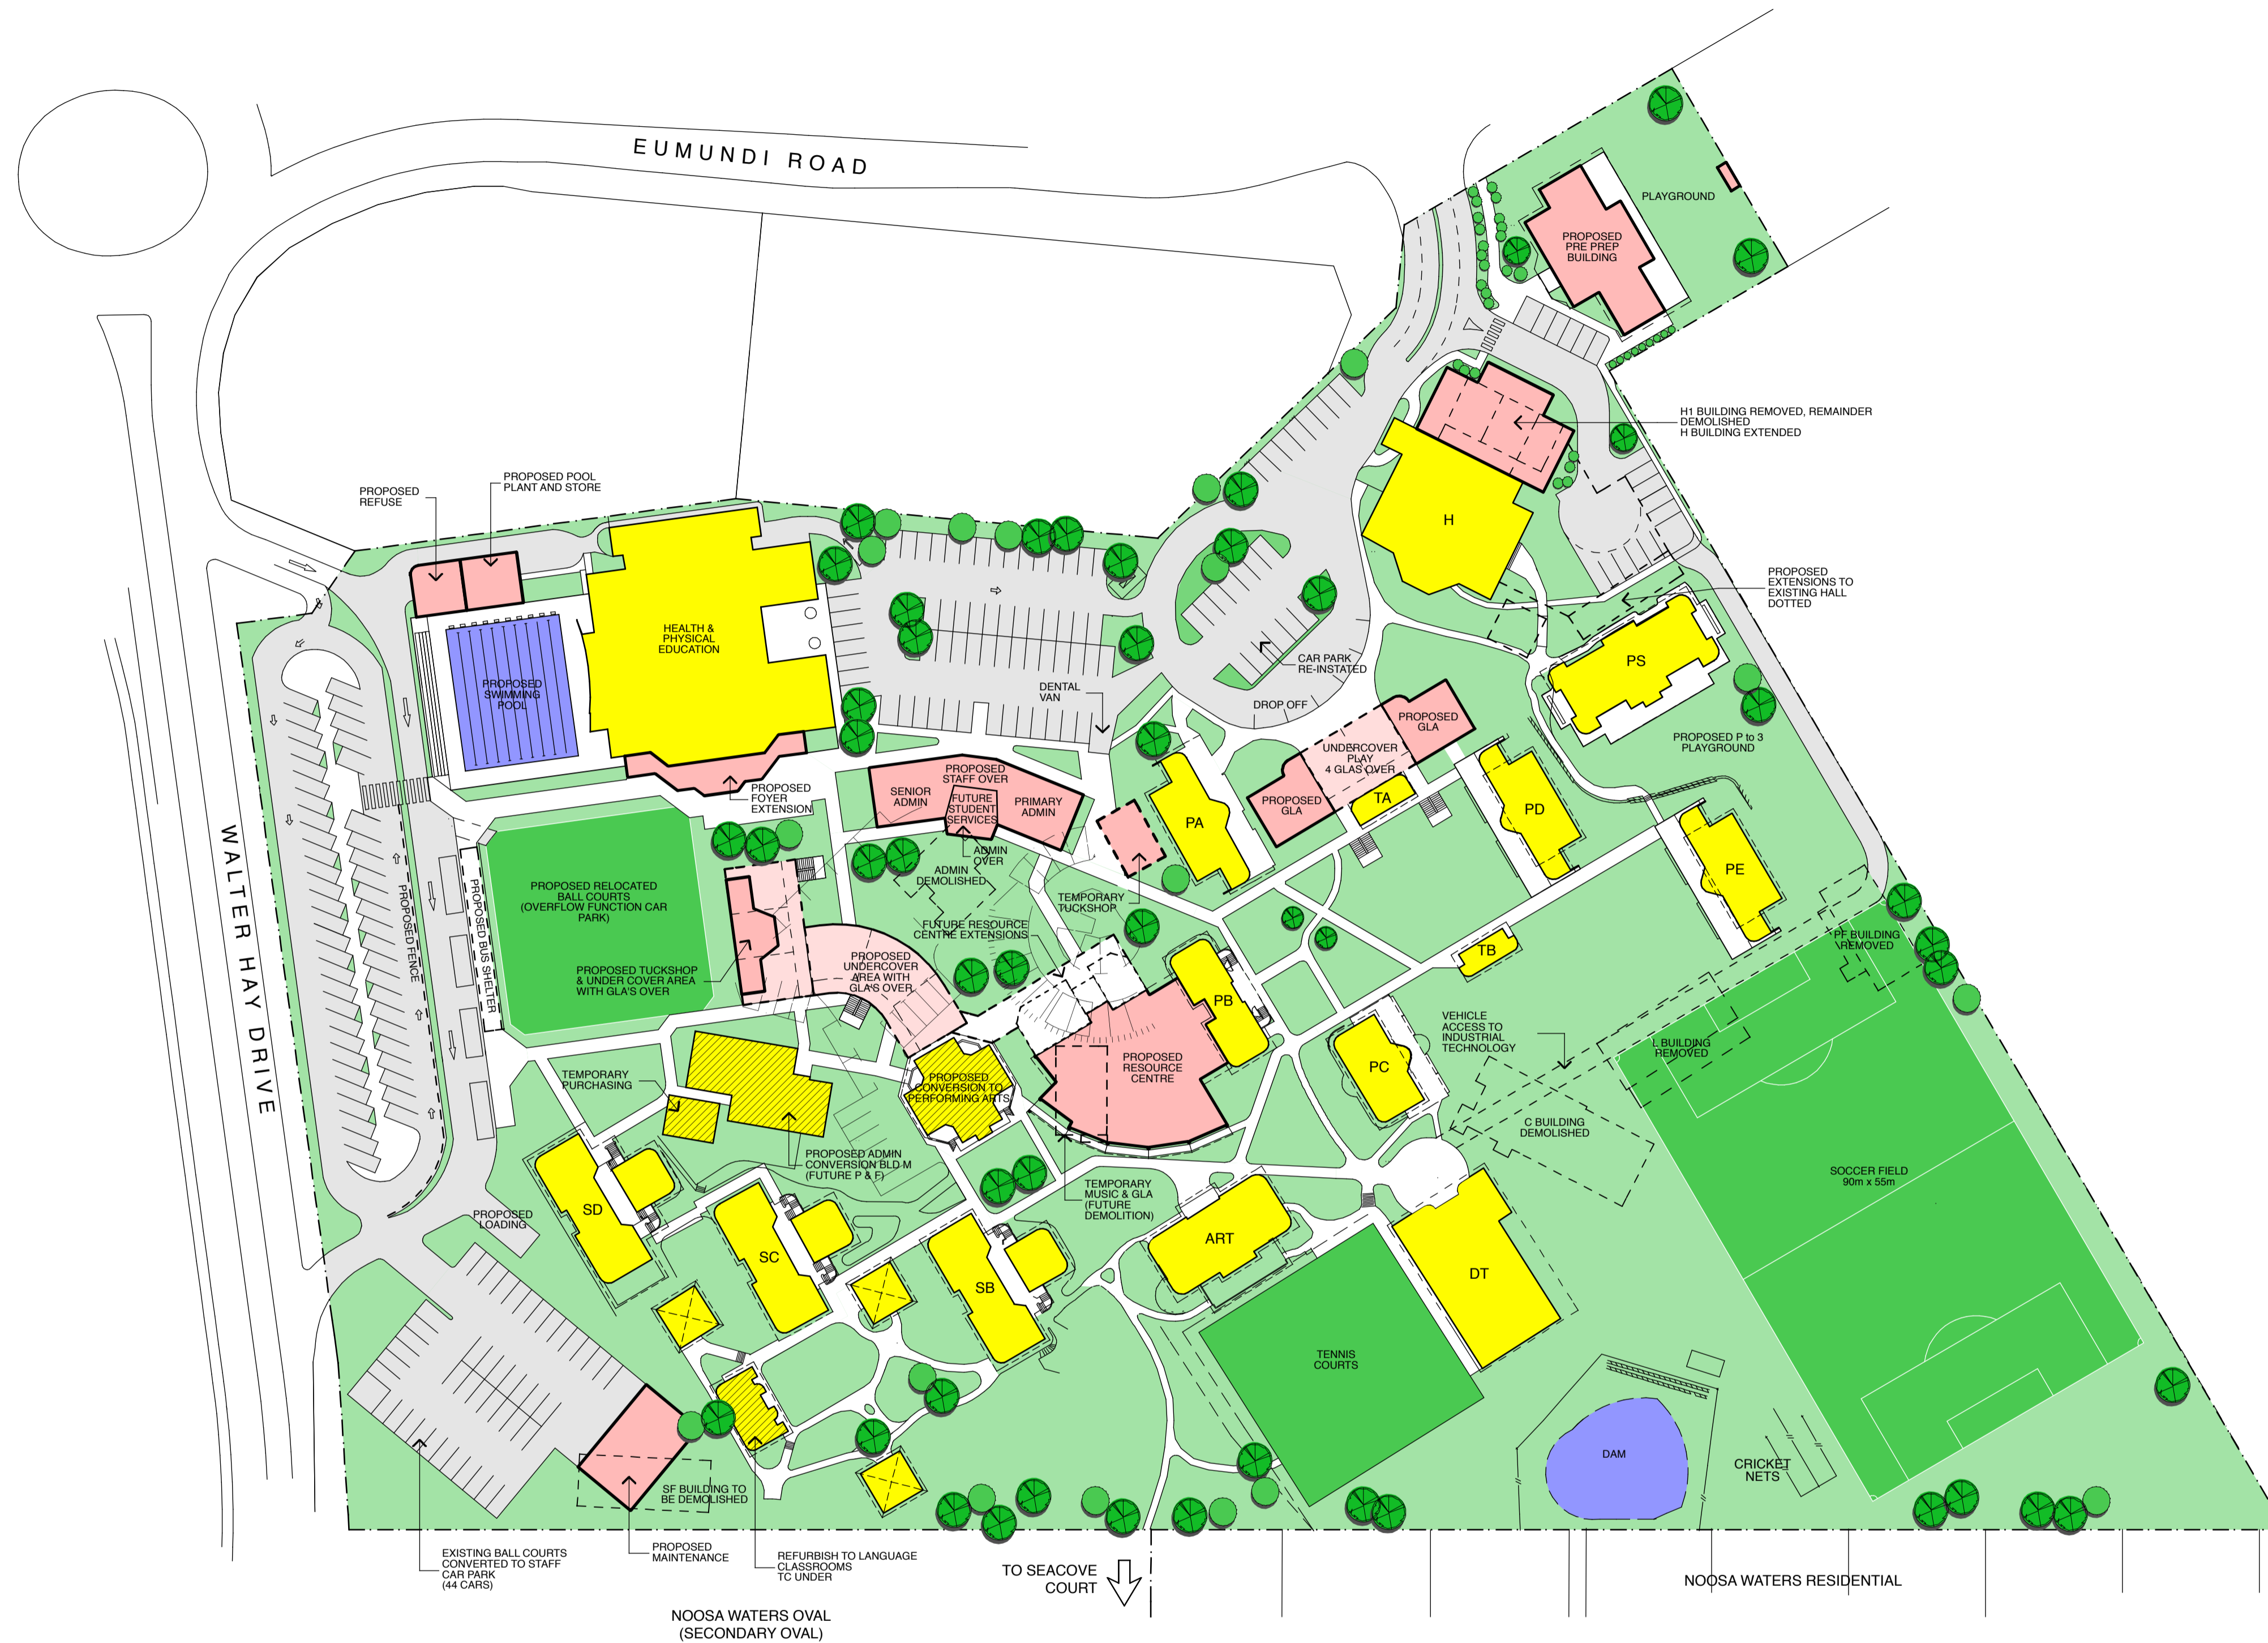 EUMUNDI ROAD
PLAYGROUND
PROPOSED
PRE PREP
BUILDING
H1 BUILDING REMOVED, REMAINDER
DEMOLISHED
H BUILDING EXTENDED
PROPOSED
REFUSE
PROPOSED POOL
PLANT AND STORE
H
PROPOSED
EXTENSIONS TO
EXISTING HALL
DOTTED
HEALTH &
PHYSICAL
EDUCATION
PROPOSED
SWIMMING
POOL
PS
CAR PARK
RE-INSTATED
DENTAL
VAN
DROP OFF
PROPOSED
GLA
UNDERCOVER
PLAY
4 GLAS OVER
PROPOSED P to 3
PLAYGROUND
PROPOSED
FOYER
EXTENSION
PROPOSED
STAFF OVER
SENIOR
ADMIN
FUTURE
STUDENT
SERVICES
PRIMARY
ADMIN
ADMIN
OVER
PROPOSED
GLA
TA
PA
PD
PE
WALTER HAY DRIVE
PROPOSED FENCE
PROPOSED BUS SHELTER
PROPOSED RELOCATED
BALL COURTS
(OVERFLOW FUNCTION CAR
PARK)
ADMIN
DEMOLISHED
TEMPORARY
TUCKSHOP
FUTURE RESOURCE
CENTRE EXTENSIONS
PROPOSED TUCKSHOP
& UNDER COVER AREA
WITH GLA'S OVER
PROPOSED
UNDERCOVER
AREA WITH
GLA'S OVER
TB
PF BUILDING
REMOVED
PB
VEHICLE
ACCESS TO
INDUSTRIAL
TECHNOLOGY
L BUILDING
REMOVED
PROPOSED
RESOURCE
CENTRE
PC
TEMPORARY
PURCHASING
PROPOSED
CONVERSION TO
PERFORMING ARTS
C BUILDING
DEMOLISHED
PROPOSED ADMIN
CONVERSION BLD M
(FUTURE P & F)
TEMPORARY
MUSIC & GLA
(FUTURE
DEMOLITION)
SOCCER FIELD
90m x 55m
PROPOSED
LOADING
SD
SC
SB
ART
DT
TENNIS
COURTS
DAM
CRICKET
NETS
SF BUILDING TO
BE DEMOLISHED
EXISTING BALL COURTS
CONVERTED TO STAFF
CAR PARK
(44 CARS)
PROPOSED
MAINTENANCE
REFURBISH TO LANGUAGE
CLASSROOMS
TC UNDER
TO SEACOVE
COURT
NOOSA WATERS RESIDENTIAL
NOOSA WATERS OVAL
(SECONDARY OVAL)